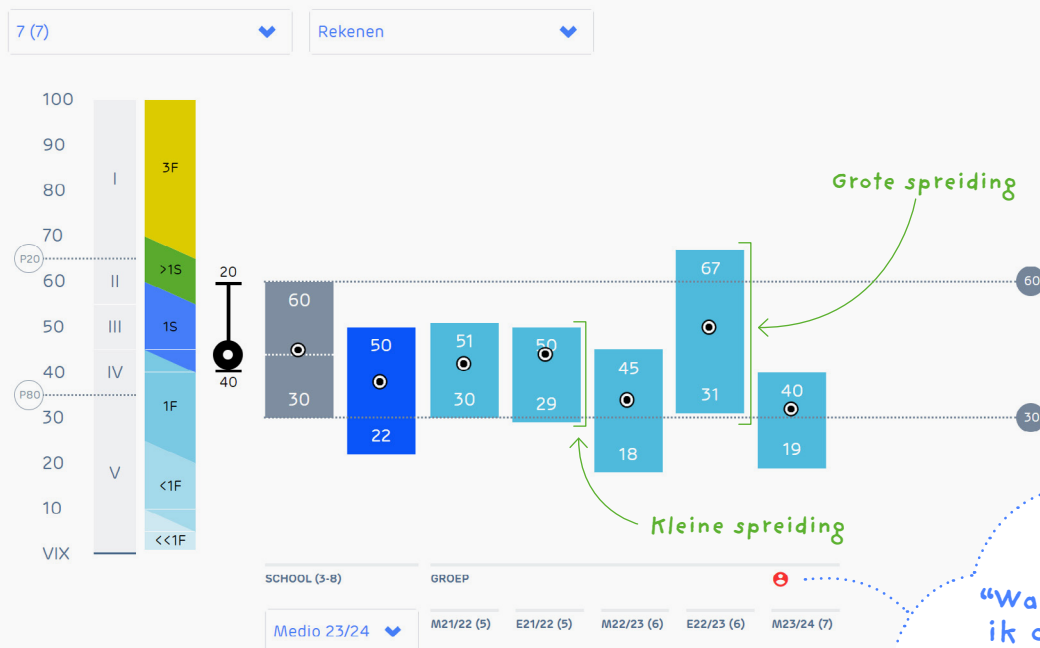 7 (7)
Rekenen
100
90
80
70
60
50
40
30
20
10
VIX
P20
P80
I
II
III
IV
V
3F
>1S
1S
1F
<1F
<<1F
20
40
60
30
50
22
51
30
50
29
45
18
67
31
40
19
60
30
Grote spreiding
Kleine spreiding
SCHOOL (3-8)
GROEP
Medio 23/24
M21/22 (5)
E21/22 (5)
M22/23 (6)
E22/23 (6)
M23/24 (7)
“Wa
ik